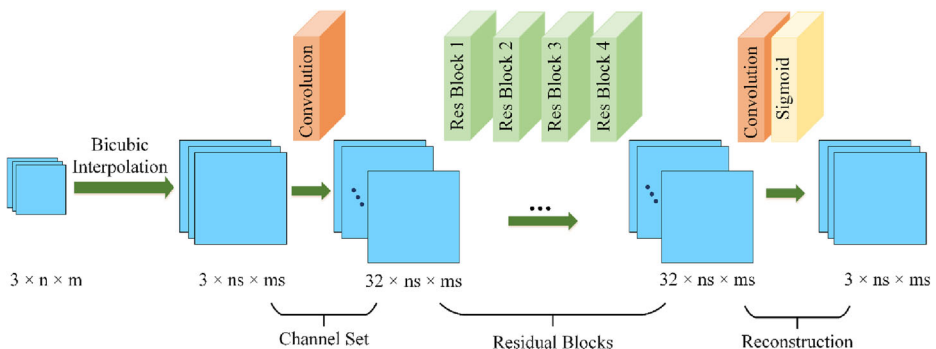 Convolution
Res Block 1
Res Block 2
Res Block 3
Res Block 4
Convolution
Sigmoid
Bicubic
Interpolation
...
3 × n × m
3 × ns × ms
32 × ns × ms
32 × ns × ms
3 × ns × ms
Channel Set
Residual Blocks
Reconstruction